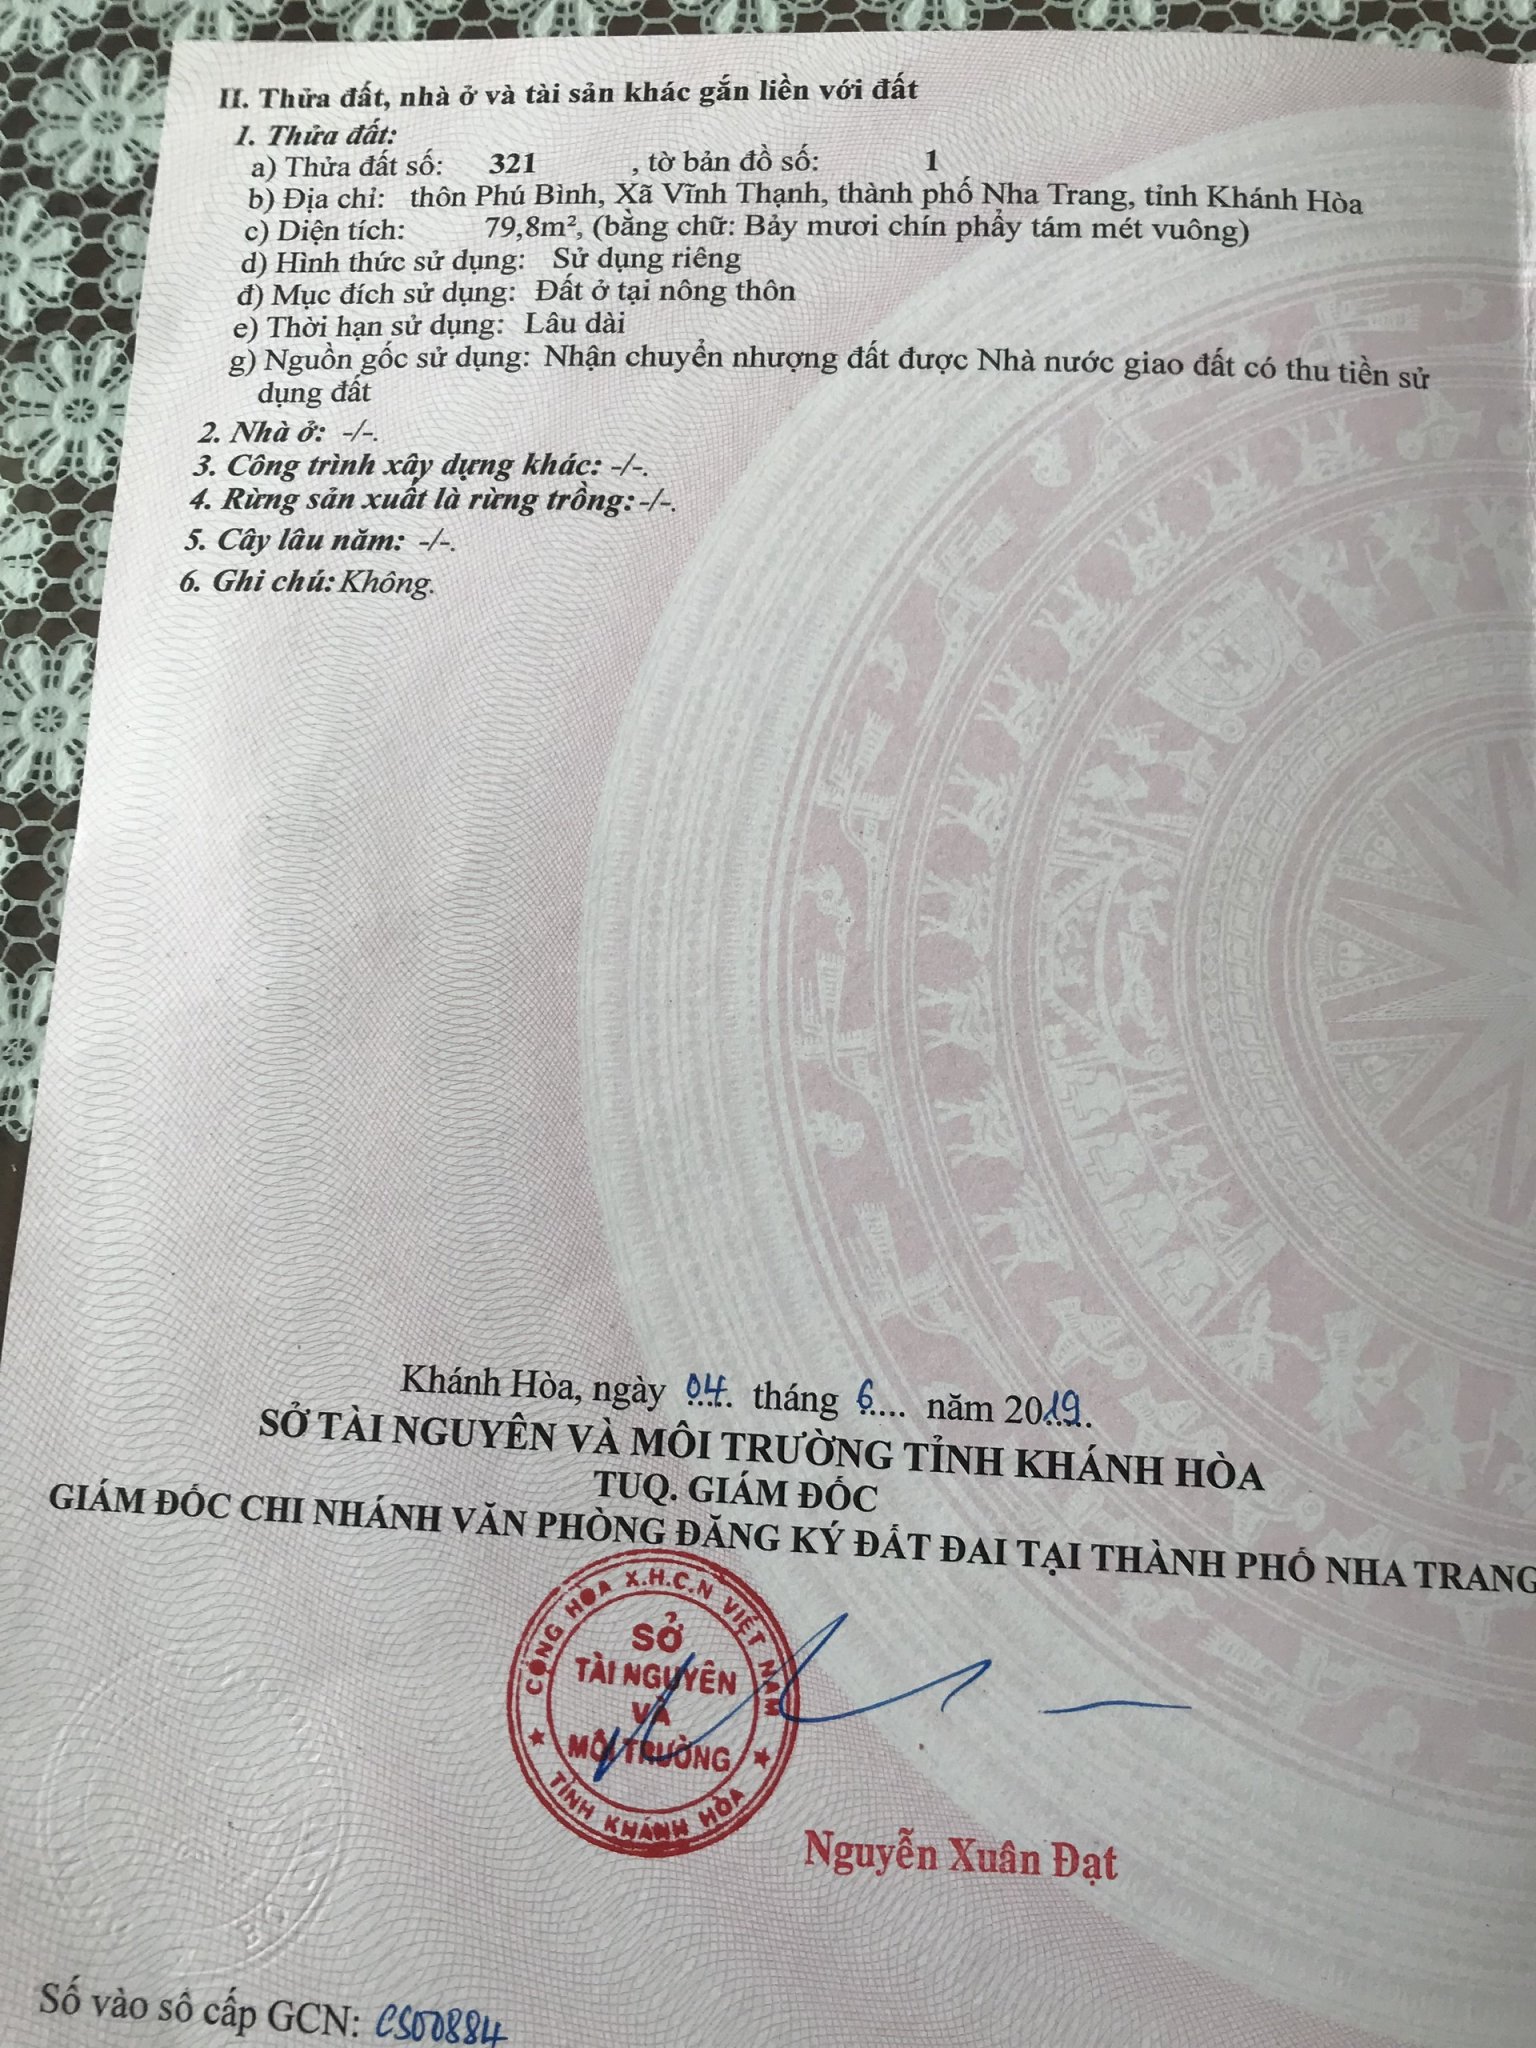 II. Thửa đất, nhà ở và tài sản khác gắn liền với đất
1. Thửa đất:
a) Thửa đất số: 321 , tờ bản đồ số: 1
b) Địa chỉ: thôn Phú Bình, Xã Vĩnh Thạnh, thành phố Nha Trang, tỉnh Khánh Hòa
c) Diện tích: 79,8m², (bằng chữ: Bảy mươi chín phẩy tám mét vuông)
d) Hình thức sử dụng: Sử dụng riêng
đ) Mục đích sử dụng: Đất ở tại nông thôn
e) Thời hạn sử dụng: Lâu dài
g) Nguồn gốc sử dụng: Nhận chuyển nhượng đất được Nhà nước giao đất có thu tiền sử
dụng đất
2. Nhà ở: -/-.
3. Công trình xây dựng khác: -/-.
4. Rừng sản xuất là rừng trồng: -/-.
5. Cây lâu năm: -/-.
6. Ghi chú: Không.
Khánh Hòa, ngày 04 tháng 6 năm 2019
SỞ TÀI NGUYÊN VÀ MÔI TRƯỜNG TỈNH KHÁNH HÒA
TUQ. GIÁM ĐỐC
GIÁM ĐỐC CHI NHÁNH VĂN PHÒNG ĐĂNG KÝ ĐẤT ĐAI TẠI THÀNH PHỐ NHA TRANG
CỘNG HÒA X.H.C.N VIỆT NAM
SỞ
TÀI NGUYÊN
VÀ
MÔI TRƯỜNG
TỈNH KHÁNH HÒA
Nguyễn Xuân Đạt
Số vào sổ cấp GCN: CS00884